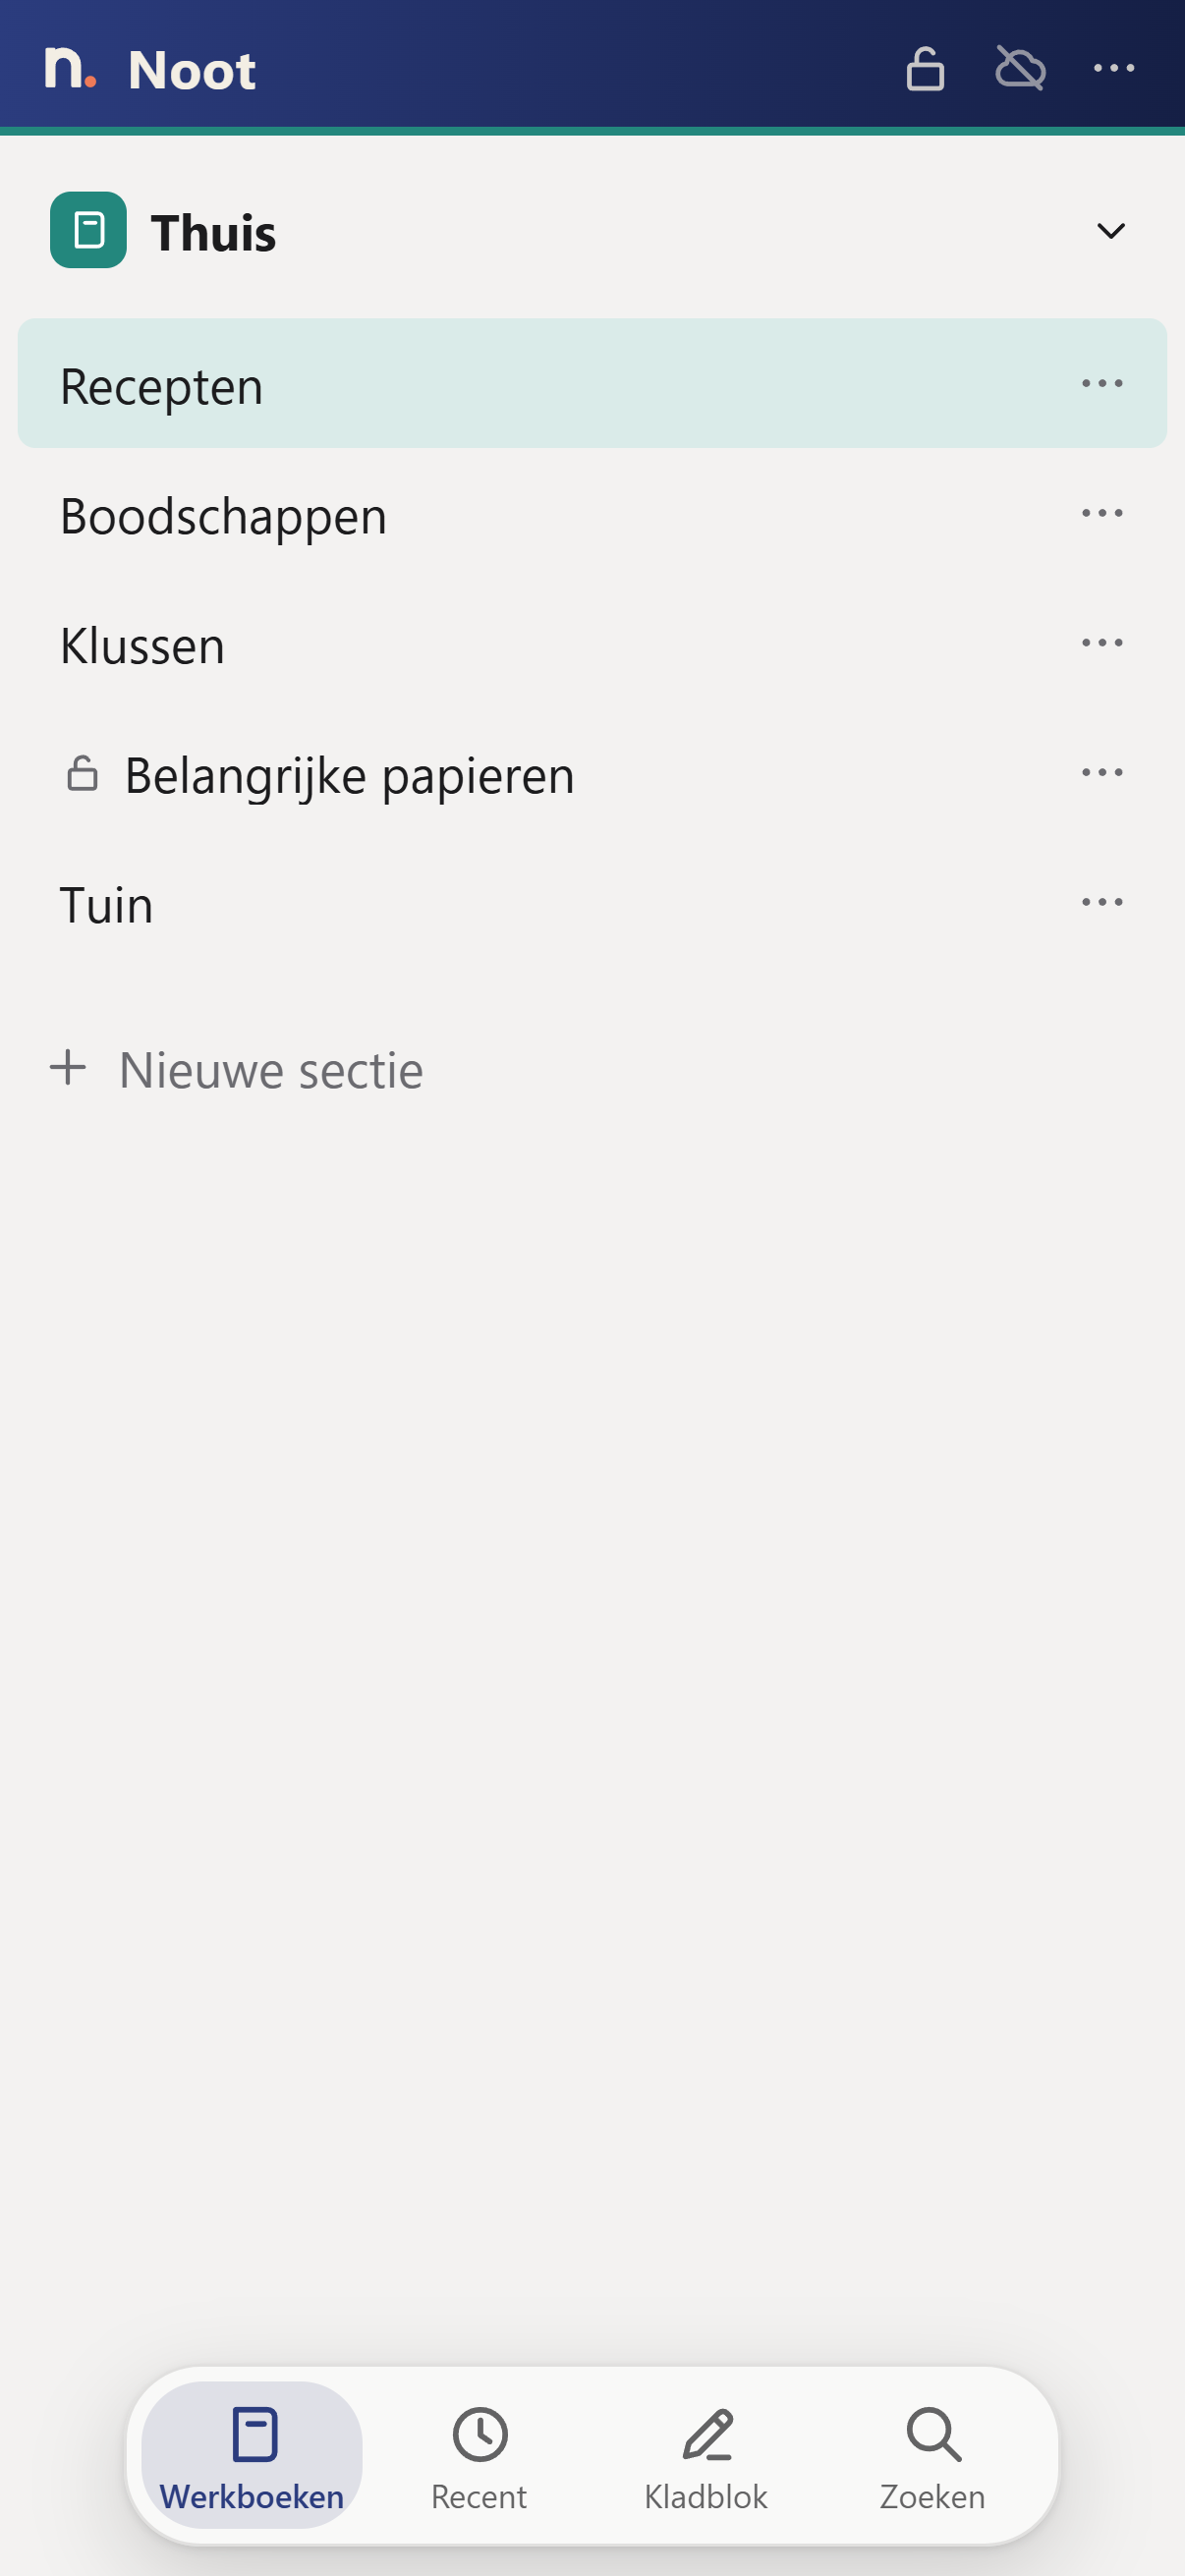 n. Noot
Thuis
Recepten
Boodschappen
Klussen
Belangrijke papieren
Tuin
Nieuwe sectie
Werkboeken Recent Kladblok Zoeken